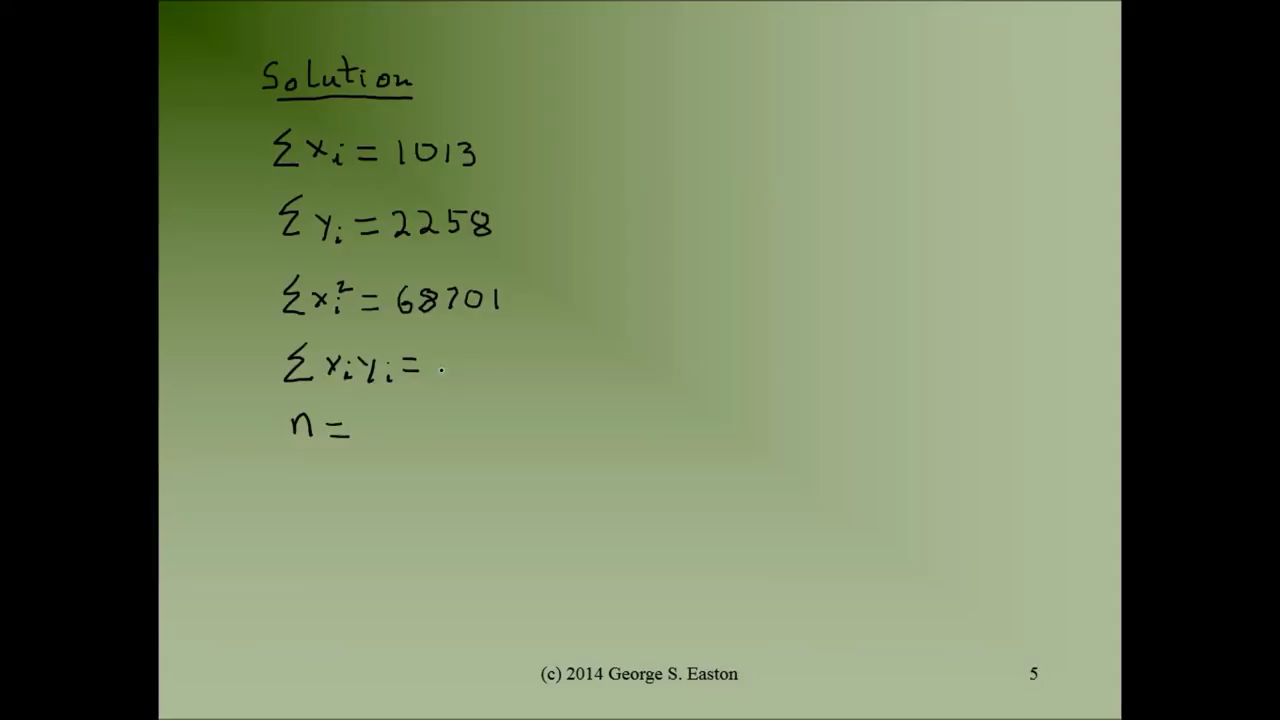 Solution
Σxi = 1013
Σyi = 2258
Σxi² = 68701
Σxiyi =
n =
(c) 2014 George S. Easton
5